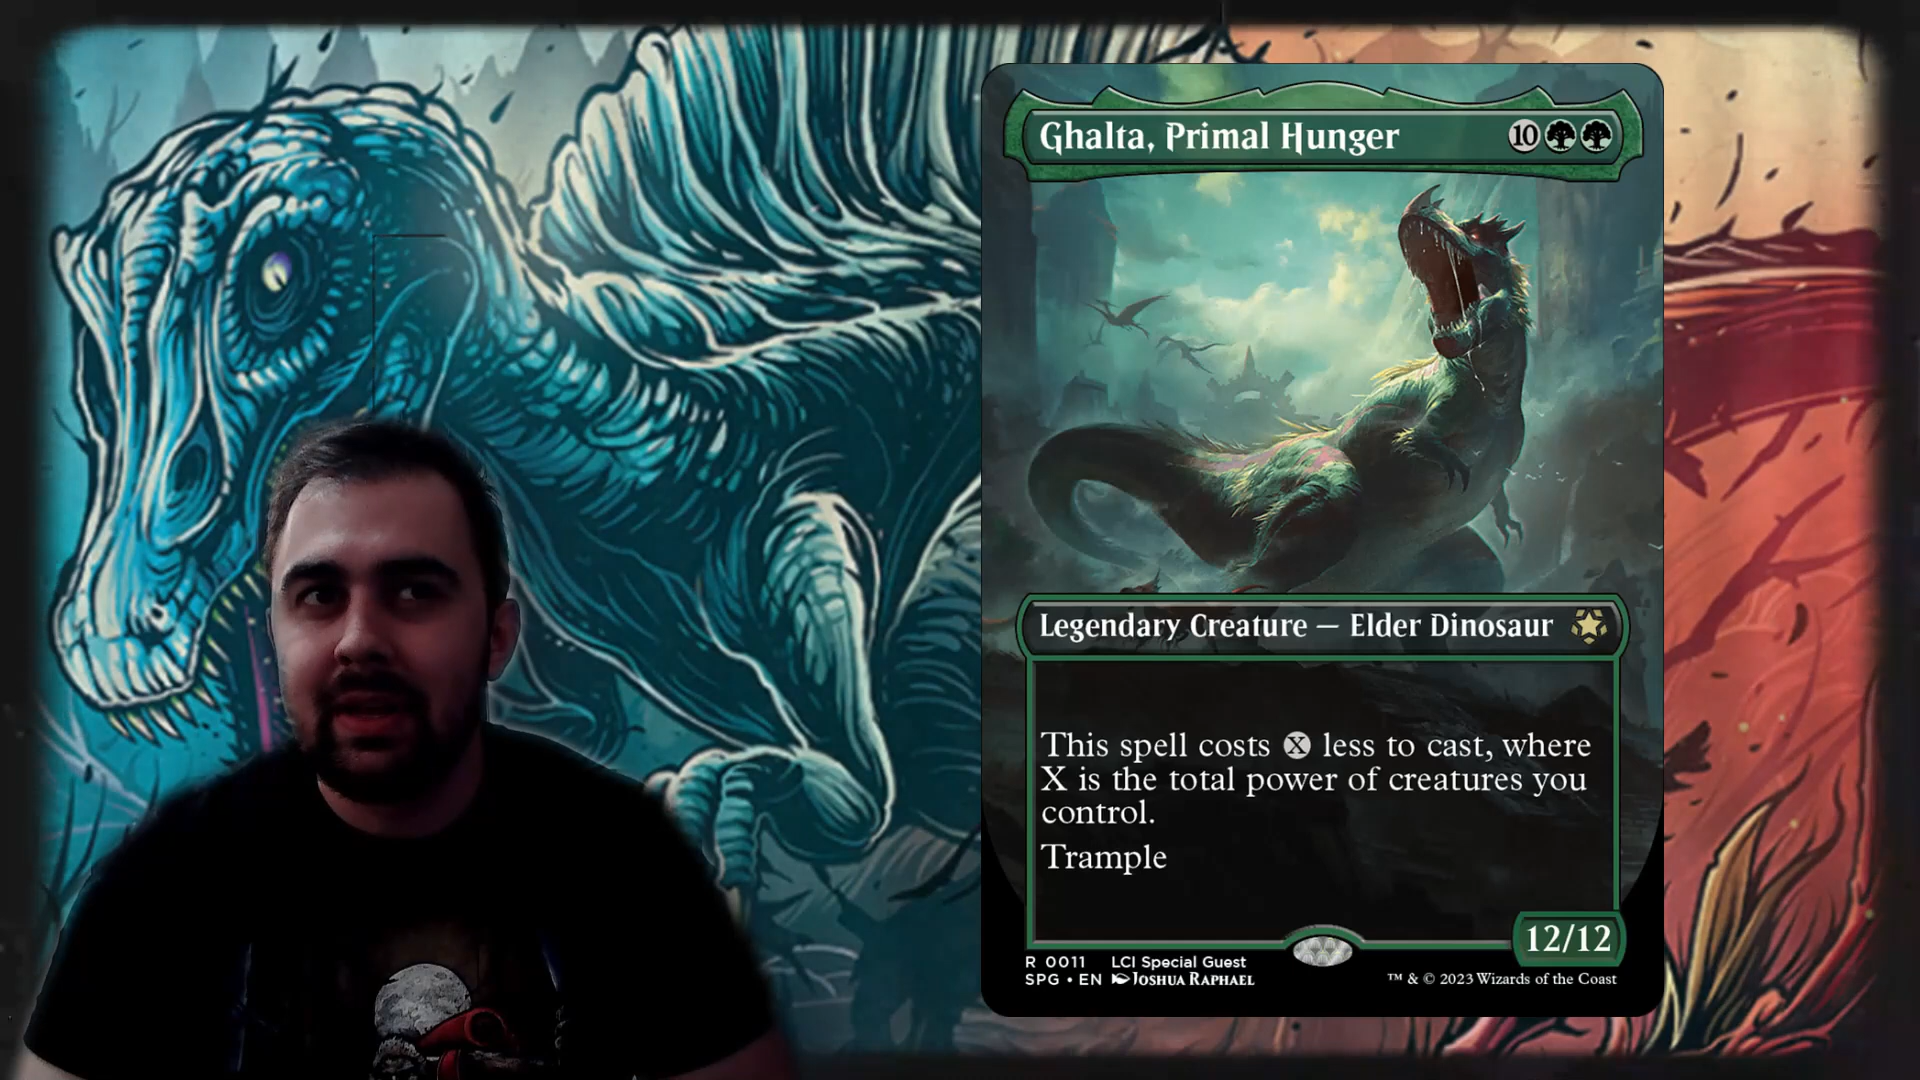 Ghalta, Primal Hunger 10
Legendary Creature — Elder Dinosaur
This spell costs X less to cast, where
X is the total power of creatures you
control.
Trample
12/12
R 0011 LCI Special Guest
SPG • EN JOSHUA RAPHAEL
™ & © 2023 Wizards of the Coast